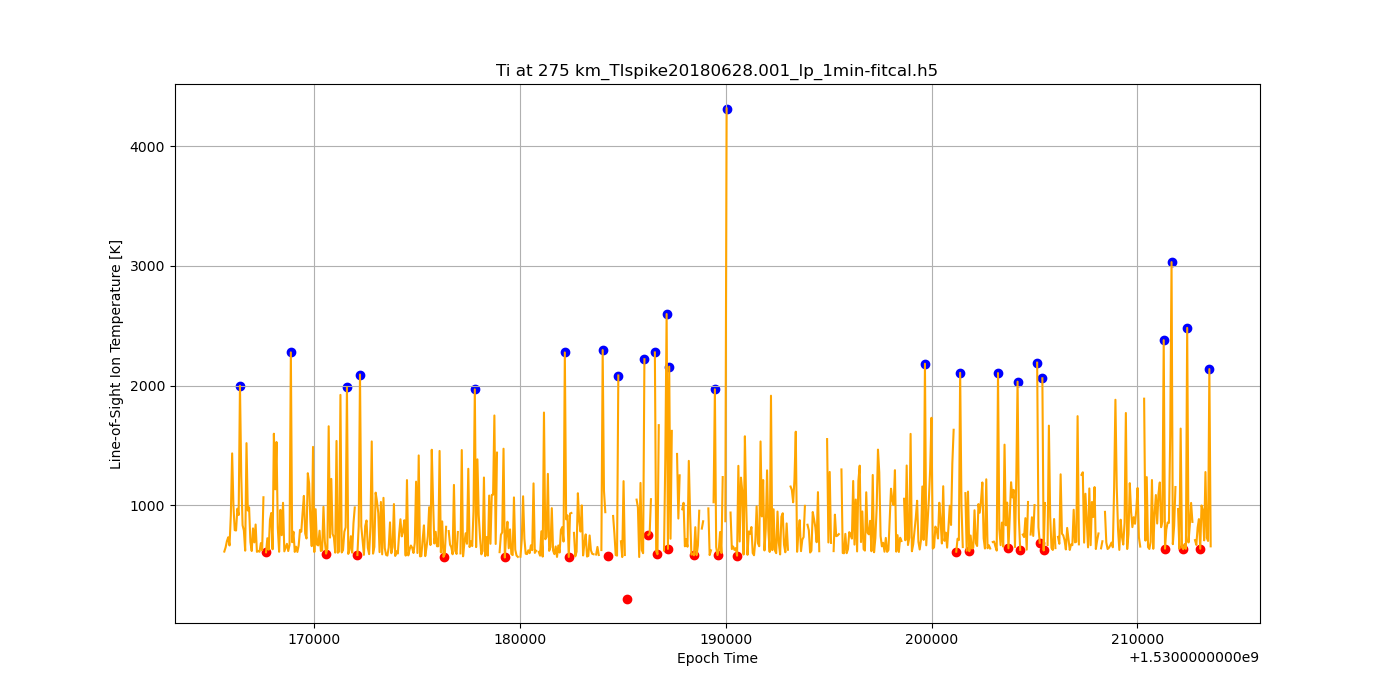 Ti at 275 km_TIspike20180628.001_lp_1min-fitcal.h5
Line-of-Sight Ion Temperature [K]
4000
3000
2000
1000
170000
180000
190000
200000
210000
Epoch Time
+1.5300000000e9